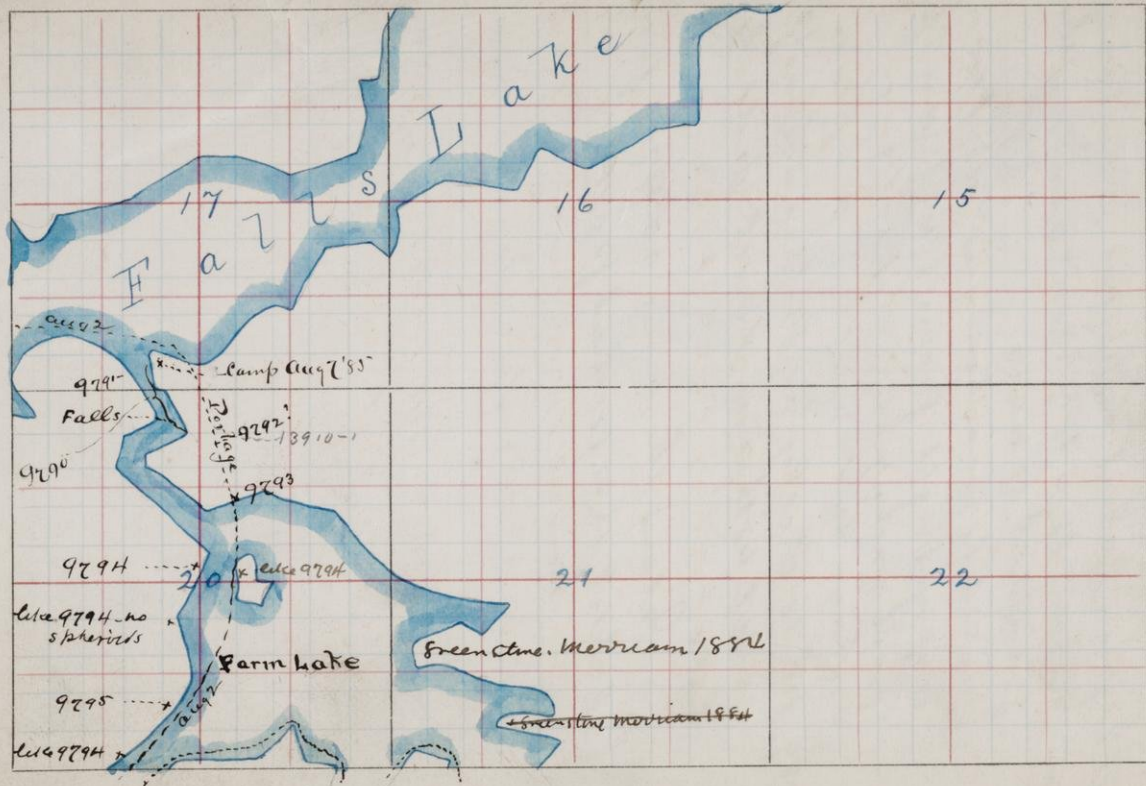 Falls Lake
17
16
15
Aug 2
Camp Aug 7 '85
9791
Falls
Portage
9792
13910-1
9790
9793
9794
20
like 9794
21
22
like 9794 - no
spheroids
Greenstone. Merriam 1884
Farm Lake
9795
Aug 2
Greenstone Merriam 1884
like 9794